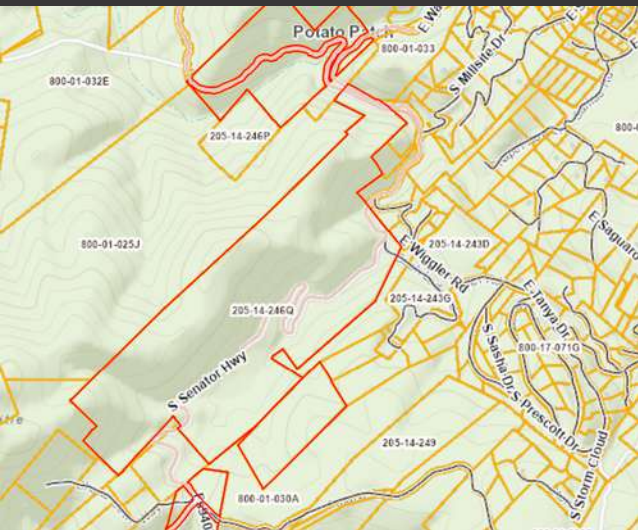 Potato Patch
E Wa
800-01-033
S Millsite Dr
800-01-032E
205-14-246P
800-
E Saguaro
800-01-025J
E Wiggler Rd
205-14-243D
205-14-246Q
205-14-243G
E Tanya Dr
800-17-071G
S Senator Hwy
S Sasha Dr
S Prescott Dr
205-14-249
S Storm Cloud
800-01-030A